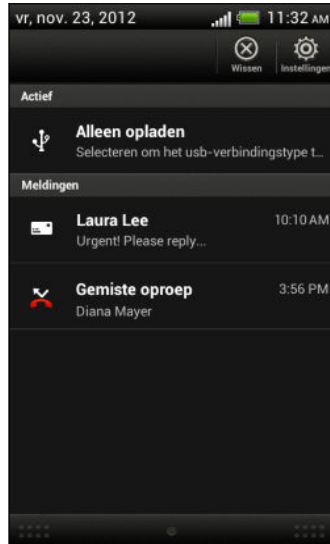 vr, nov. 23, 2012 11:32 AM
Wissen Instellingen
Actief
Alleen opladen
Selecteren om het usb-verbindingstype t...
Meldingen
Laura Lee 10:10 AM
Urgent! Please reply...
Gemiste oproep 3:56 PM
Diana Mayer